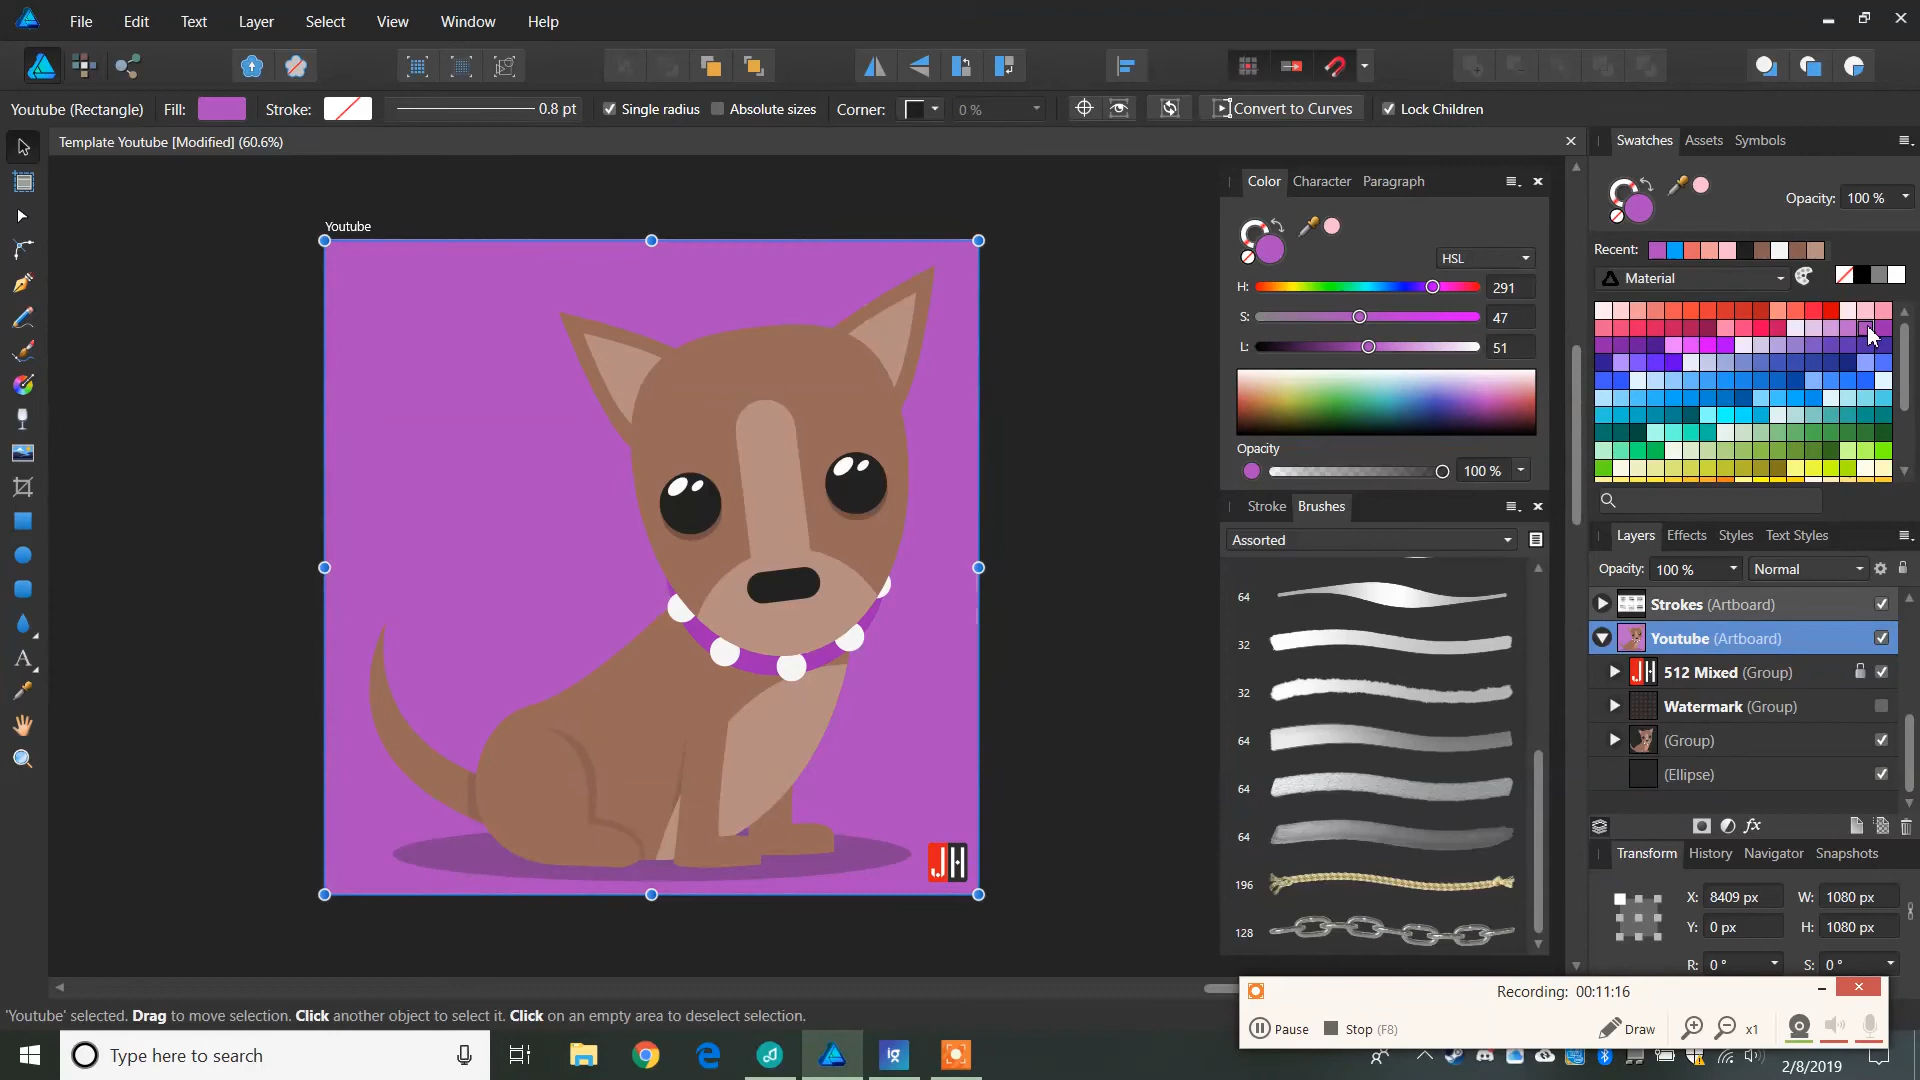 File Edit Text Layer Select View Window Help
Youtube (Rectangle) Fill: Stroke: 0.8 pt Single radius Absolute sizes Corner: 0 % Convert to Curves Lock Children
Template Youtube [Modified] (60.6%)
Youtube
JH
Color Character Paragraph
HSL
H: 291
S: 47
L: 51
Opacity
100 %
Stroke Brushes
Assorted
64
32
32
64
64
64
196
128
Swatches Assets Symbols
Opacity: 100 %
Recent:
Material
Layers Effects Styles Text Styles
Opacity: 100 % Normal
Strokes (Artboard)
Youtube (Artboard)
JH 512 Mixed (Group)
Watermark (Group)
(Group)
(Ellipse)
fx
Transform History Navigator Snapshots
X: 8409 px W: 1080 px
Y: 0 px H: 1080 px
R: 0 ° S: 0 °
Recording: 00:11:16
Pause Stop (F8) Draw x1
'Youtube' selected. Drag to move selection. Click another object to select it. Click on an empty area to deselect selection.
Type here to search
ig
2/8/2019